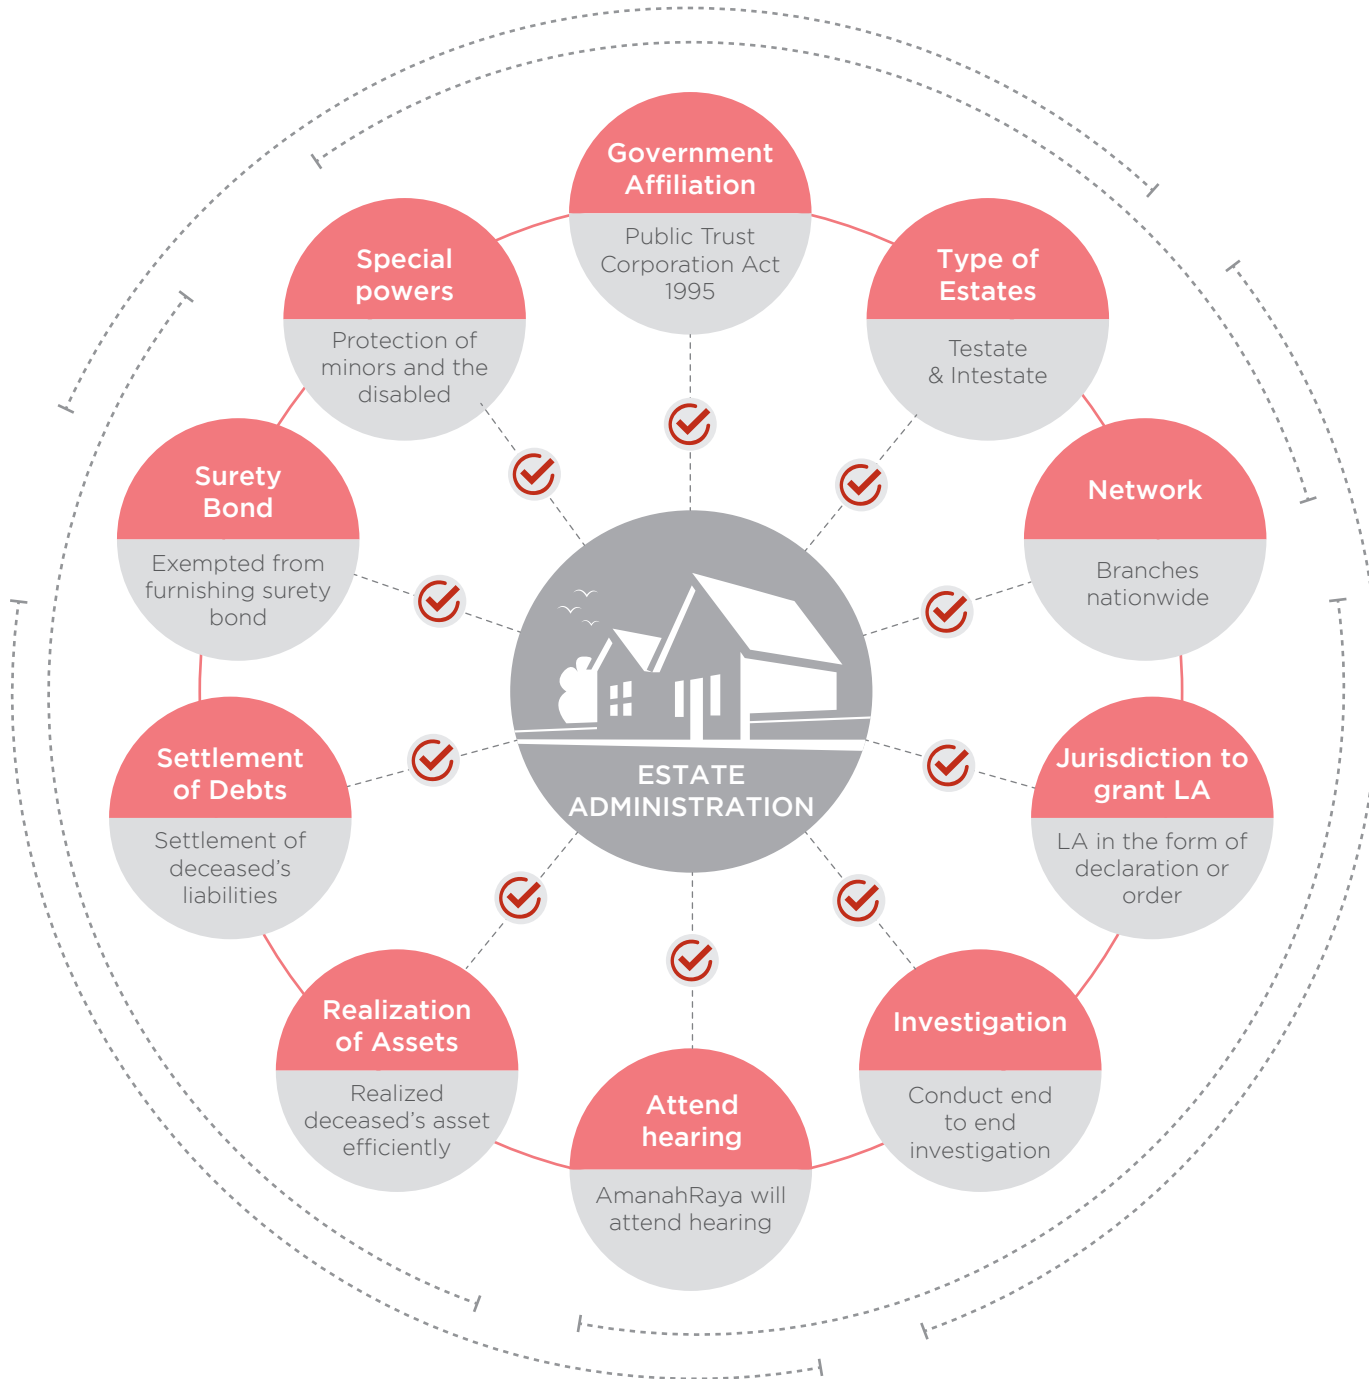 Government
Affiliation
Public Trust
Corporation Act
1995
Type of
Estates
Testate
& Intestate
Network
Branches
nationwide
Jurisdiction to
grant LA
LA in the form of
declaration or
order
Investigation
Conduct end
to end
investigation
Attend
hearing
AmanahRaya will
attend hearing
Realization
of Assets
Realized
deceased’s asset
efficiently
Settlement
of Debts
Settlement of
deceased’s
liabilities
Surety
Bond
Exempted from
furnishing surety
bond
Special
powers
Protection of
minors and the
disabled
ESTATE
ADMINISTRATION